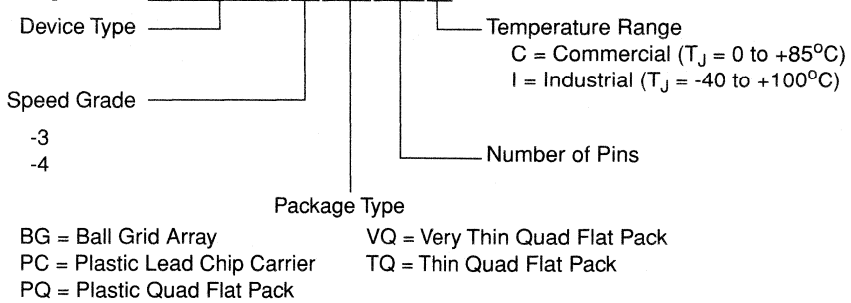 Device Type
Temperature Range
C = Commercial (TJ = 0 to +85°C)
I = Industrial (TJ = -40 to +100°C)
Speed Grade
-3
-4
Number of Pins
Package Type
BG = Ball Grid Array
VQ = Very Thin Quad Flat Pack
PC = Plastic Lead Chip Carrier
TQ = Thin Quad Flat Pack
PQ = Plastic Quad Flat Pack